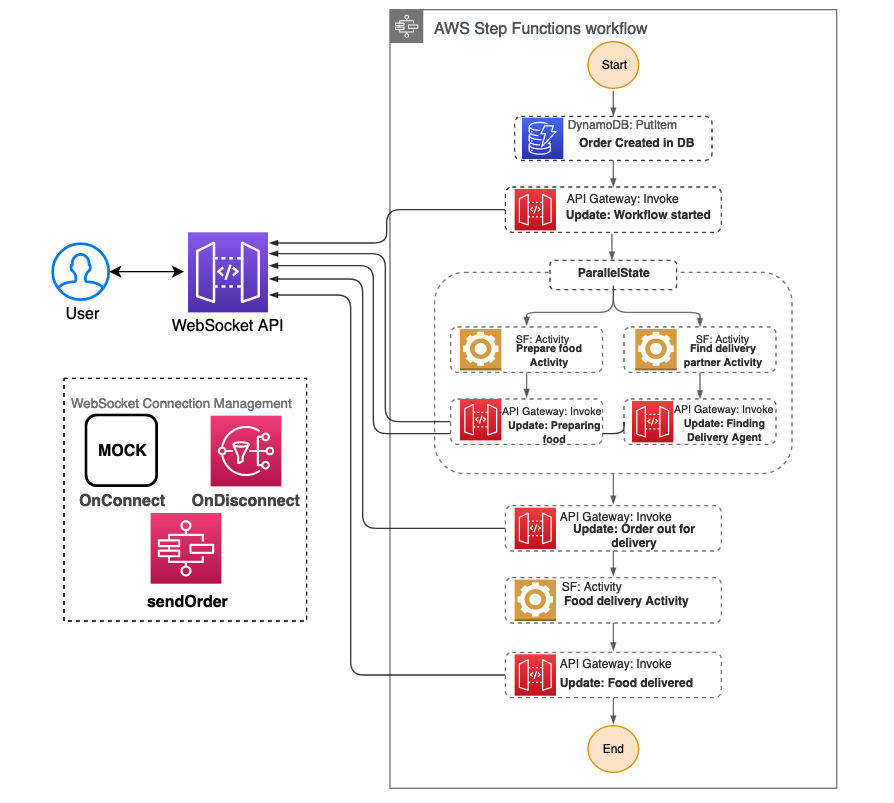 AWS Step Functions workflow
Start
DynamoDB: PutItem
Order Created in DB
API Gateway: Invoke
Update: Workflow started
ParallelState
SF: Activity
Prepare food
Activity
SF: Activity
Find delivery
partner Activity
API Gateway: Invoke
Update: Preparing
food
API Gateway: Invoke
Update: Finding
Delivery Agent
API Gateway: Invoke
Update: Order out for
delivery
SF: Activity
Food delivery Activity
API Gateway: Invoke
Update: Food delivered
End
User
</>
WebSocket API
WebSocket Connection Management
MOCK
OnConnect
OnDisconnect
sendOrder